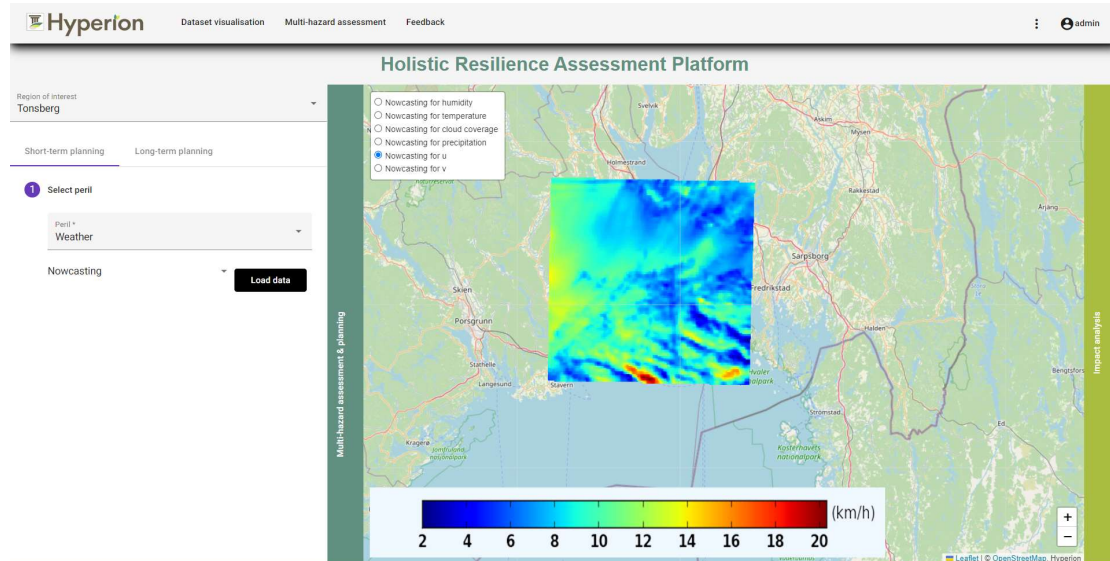 Hyperion
Dataset visualisation
Multi-hazard assessment
Feedback
admin
Holistic Resilience Assessment Platform
Region of interest
Tonsberg
Short-term planning
Long-term planning
1 Select peril
Peril *
Weather
Nowcasting
Load data
Multi-hazard assessment & planning
Nowcasting for humidity
Nowcasting for temperature
Nowcasting for cloud coverage
Nowcasting for precipitation
Nowcasting for u
Nowcasting for v
Svelvik
Askim
Mysen
Holmestrand
naturreservat
Rakkestad
Årjäng
Sarpsborg
Fredrikstad
Skien
Porsgrunn
Halden
Stathelle
Langesund
Stavern
Hvaler
Bengtsfors
Strömstad
Ed
Kragerø
Jomfruland
nasjonalpark
Kosterhavets
nationalpark
(km/h)
2 4 6 8 10 12 14 16 18 20
+
−
Leaflet | © OpenStreetMap, Hyperion
Impact analysis